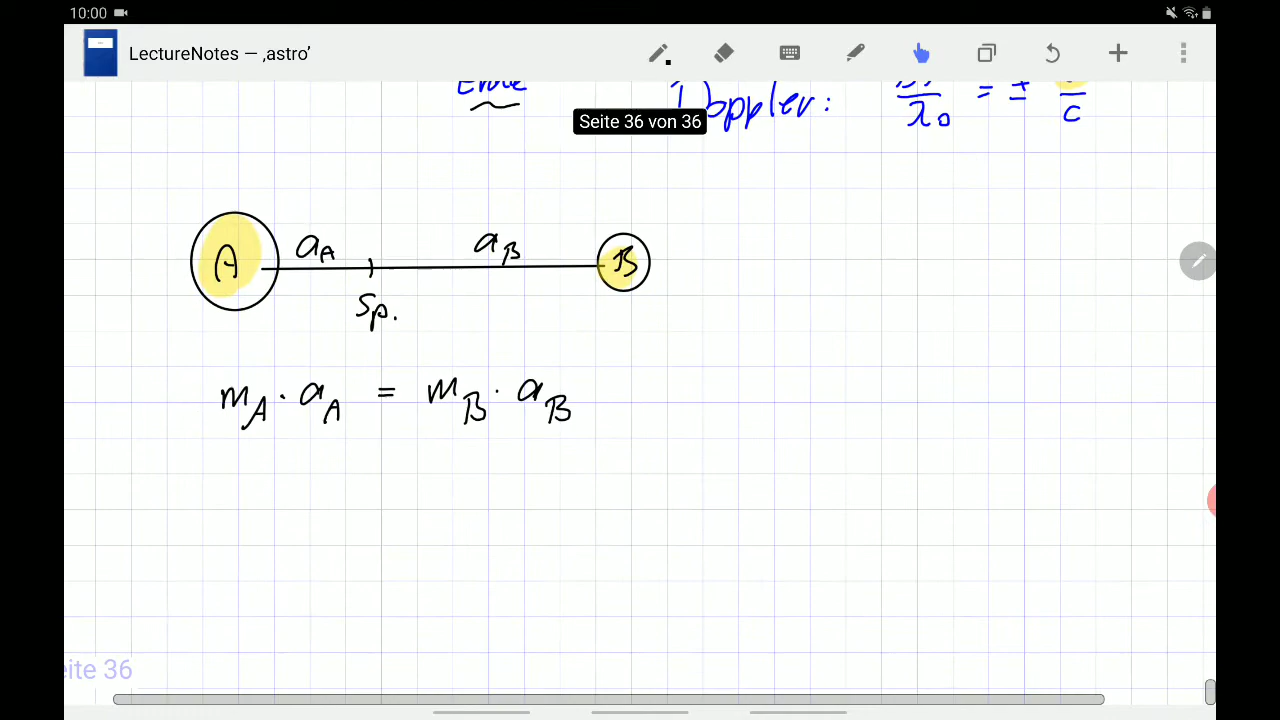 10:00
LectureNotes — ‚astro’
Erde
Doppler: λ₀ = ± c
Seite 36 von 36
A a_A a_B B
Sp.
m_A · a_A = m_B · a_B
eite 36